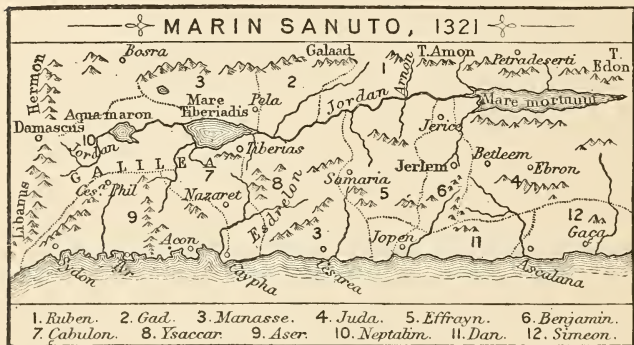 MARIN SANUTO, 1321
Bosra
Galaad
T. Amon
Petradeserti
T. Edon
Hermon
3
2
1
Arnon
Mare mortuum
Aquamaron
Mare Tiberiadis
Pela
Jordan
Damascus
10
Jordan
Tiberias
Jerico
GALILEA
7
8
Samaria
Jerlem
Betleem
Ebron
4
Ces. Phil
Nazaret
Esdrelon
5
6
Libanus
9
12
Acon
3
Jopen
11
Gaça
Sydon
Caypha
Cesarea
Ascalana
1. Ruben. 2. Gad. 3. Manasse. 4. Juda. 5. Effrayn. 6. Benjamin.
7. Çabulon. 8. Ysaccar. 9. Aser. 10. Neptalim. 11. Dan. 12. Simeon.